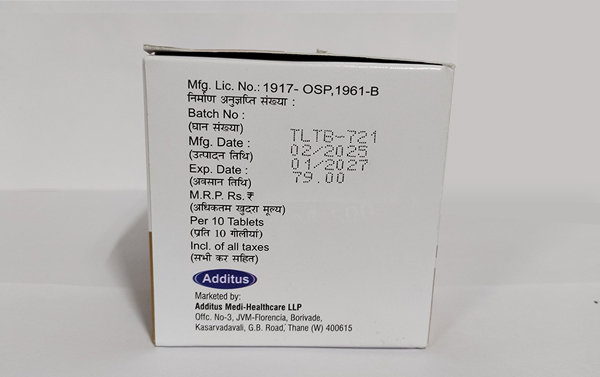 Mfg. Lic. No.: 1917- OSP,1961-B
निर्माण अनुज्ञप्ति संख्या :
Batch No :
(घान संख्या)
TLTB-721
Mfg. Date :
02/2025
(उत्पादन तिथि)
01/2027
Exp. Date :
79.00
(अवसान तिथि)
M.R.P. Rs. ₹
(अधिकतम खुदरा मूल्य)
Per 10 Tablets
(प्रति 10 गोलीयां)
Incl. of all taxes
(सभी कर सहित)
Additus
Marketed by:
Additus Medi-Healthcare LLP
Offc. No-3, JVM-Florencia, Borivade,
Kasarvadavali, G.B. Road, Thane (W) 400615